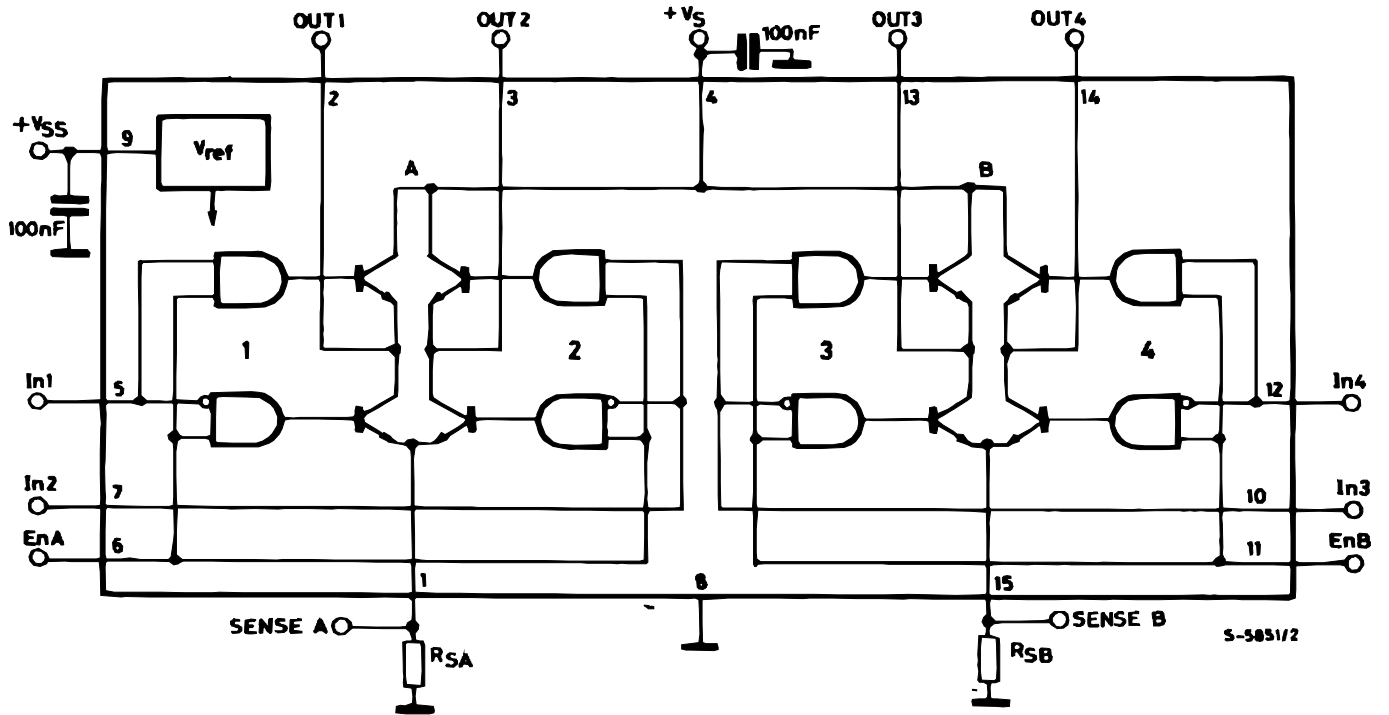 OUT1 OUT2 +VS OUT3 OUT4
100nF
2 3 4 13 14
+VSS 9 Vref
A B
100nF
1 2 3 4
In1 5 12 In4
In2 7 10 In3
EnA 6 11 EnB
1 8 15
SENSE A SENSE B
S-5851/2
RSA RSB